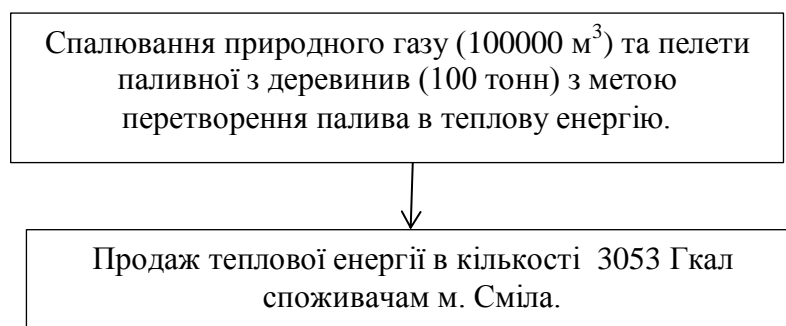 Спалювання природного газу (100000 м³) та пелети
паливної з деревинив (100 тонн) з метою
перетворення палива в теплову енергію.
Продаж теплової енергії в кількості 3053 Гкал
споживачам м. Сміла.